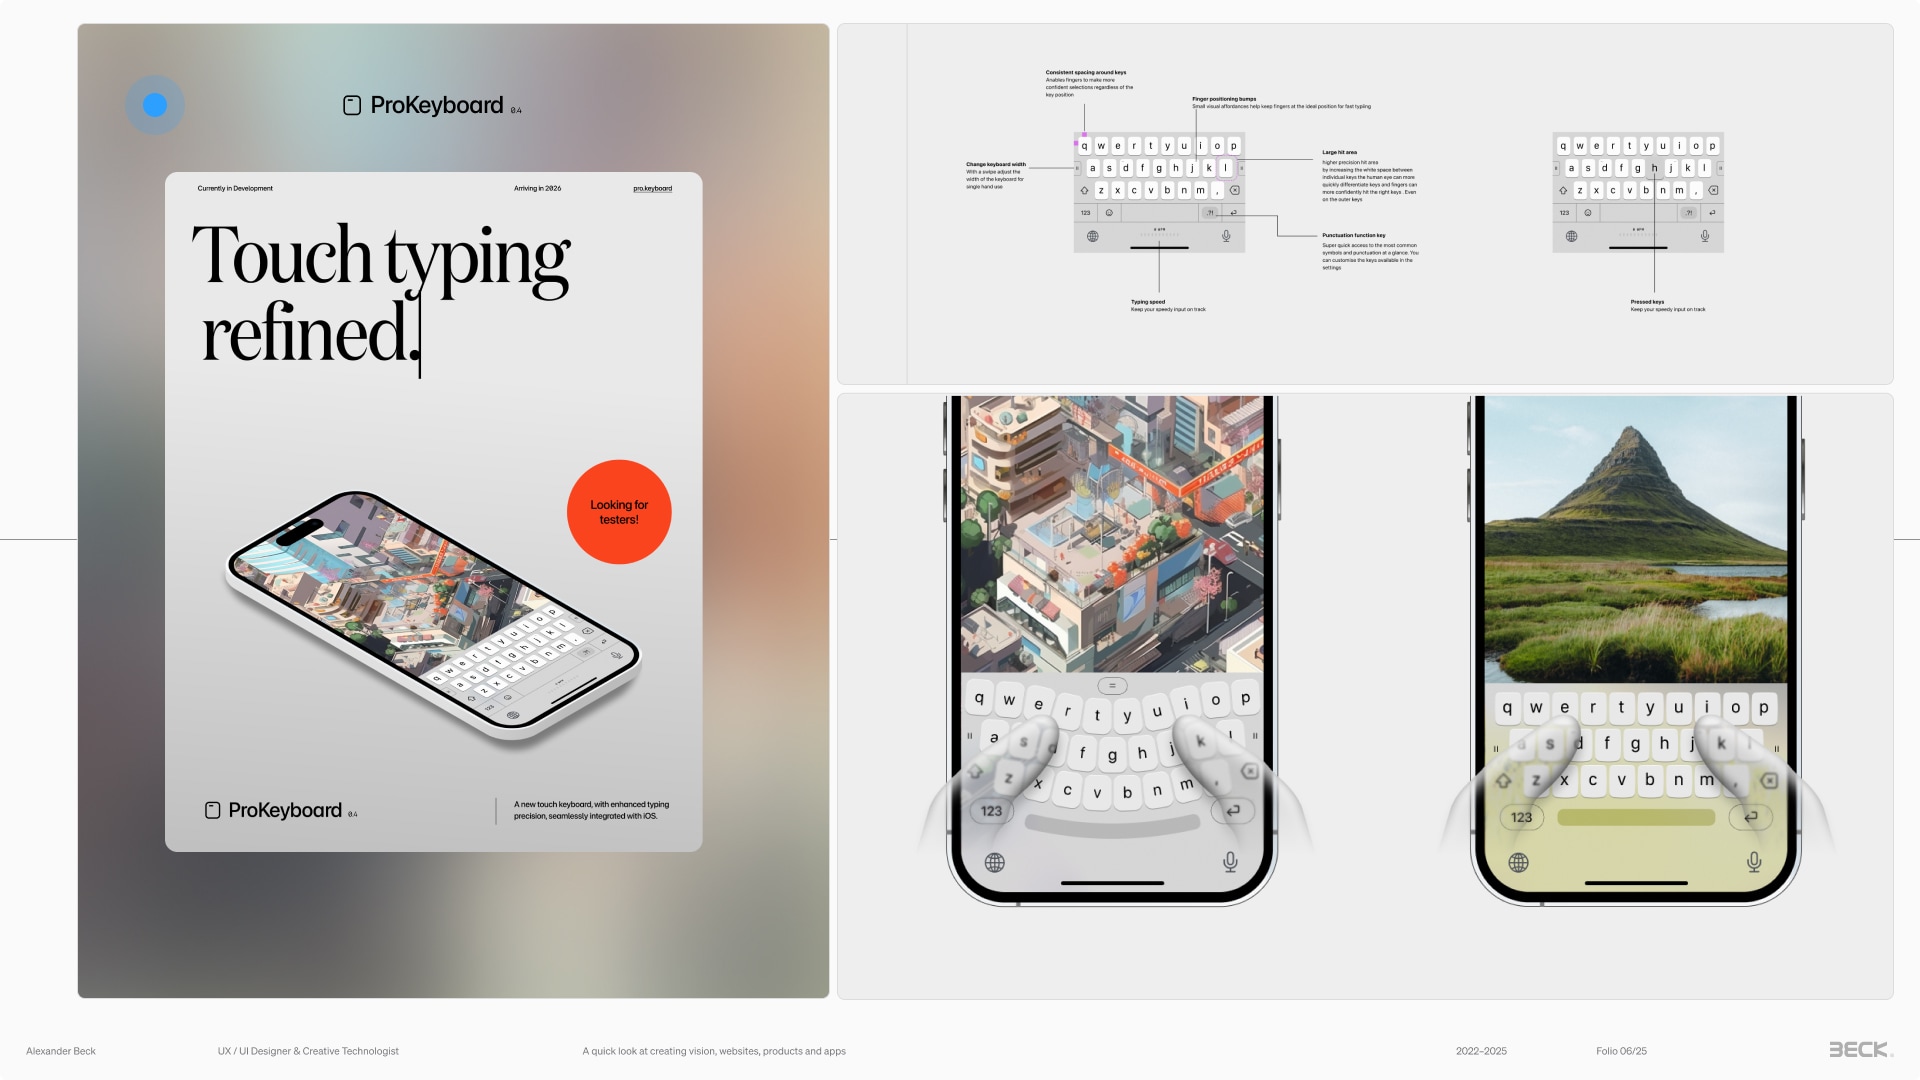 ProKeyboard 0.4
Currently in Development
Arriving in 2026
pro.keyboard
Touch typing
refined.
Looking for
testers!
q w e r t y u i o p
a s d f g h j k l
z x c v b n m ,
123
ProKeyboard 0.4
A new touch keyboard, with enhanced typing
precision, seamlessly integrated with iOS.
Consistent spacing around keys
Anables fingers to make more
confident selections regardless of the
key position
Finger positioning bumps
Small visual affordances help keep fingers at the ideal position for fast typing
Change keyboard width
With a swipe adjust the
width of the keyboard for
single hand use
q w e r t y u i o p
a s d f g h j k l
z x c v b n m ,
123 .?!
Large hit area
higher precision hit area
by increasing the white space between
individual keys the human eye can more
quickly differentiate keys and fingers can
more confidently hit the right keys . Even
on the outer keys
Punctuation function key
Super quick access to the most common
symbols and punctuation at a glance. You
can customise the keys available in the
settings
Typing speed
Keep your speedy input on track
q w e r t y u i o p
a s d f g h j k l
z x c v b n m ,
123 .?!
Pressed keys
Keep your speedy input on track
=
q w e r t y u i o p
a s d f g h j k l
z x c v b n m ,
123
q w e r t y u i o p
a s d f g h j k l
z x c v b n m ,
123
Alexander Beck
UX / UI Designer & Creative Technologist
A quick look at creating vision, websites, products and apps
2022–2025
Folio 06/25
BECK.